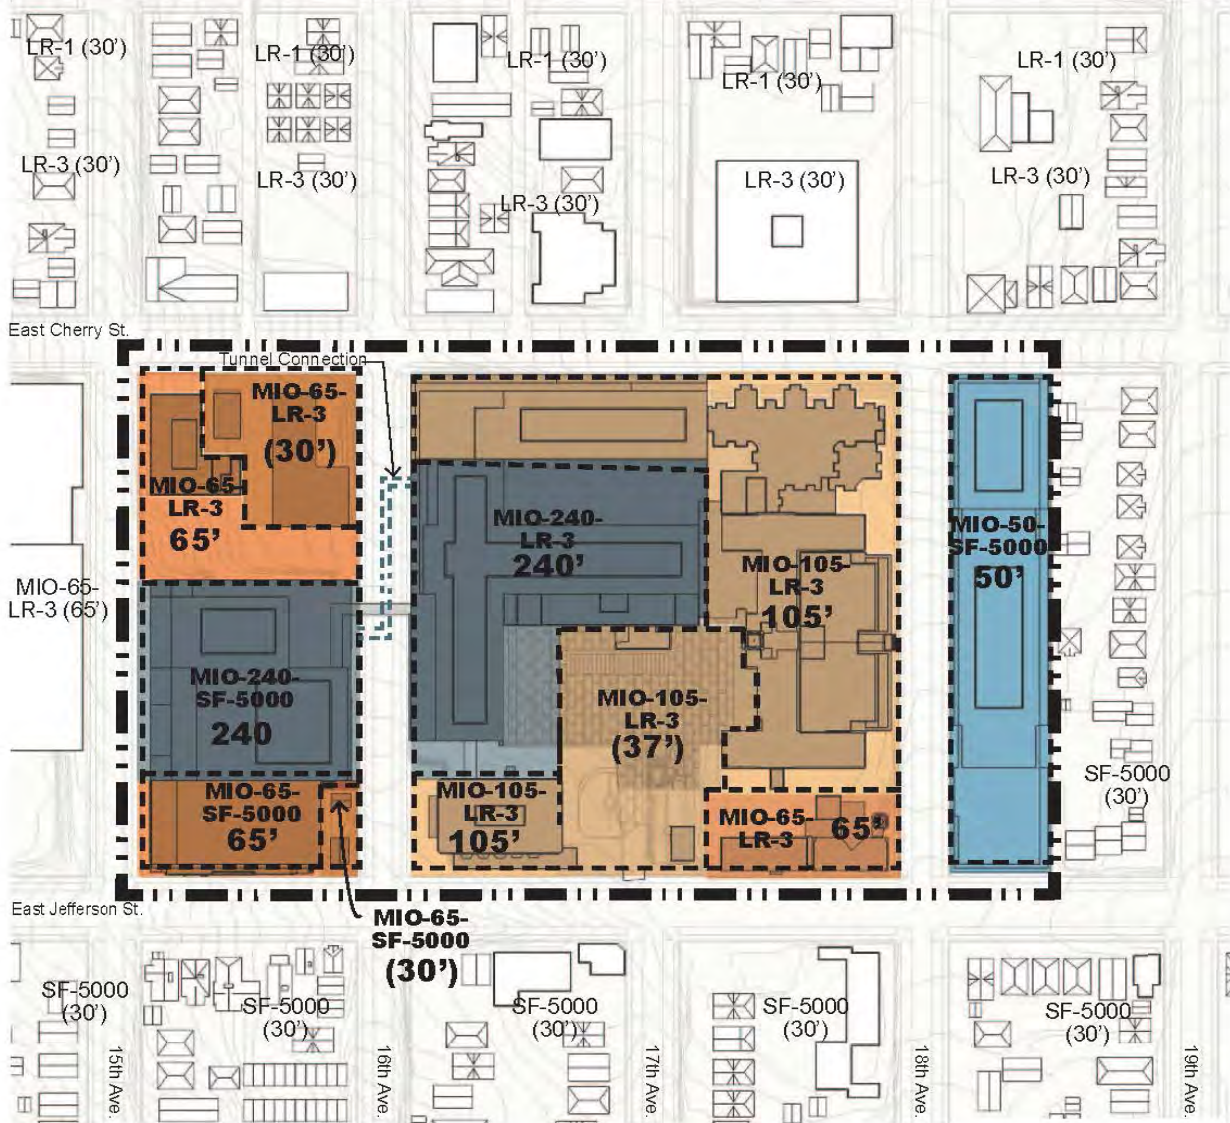 LR-1 (30')
LR-1 (30')
LR-1 (30')
LR-1 (30')
LR-1 (30')
LR-3 (30')
LR-3 (30')
LR-3 (30')
LR-3 (30')
LR-3 (30')
East Cherry St.
Tunnel Connection
MIO-65-
LR-3
(30')
MIO-65-
LR-3
65'
MIO-240-
LR-3
240'
MIO-105-
LR-3
105'
MIO-50-
SF-5000
50'
MIO-65-
LR-3 (65')
MIO-240-
SF-5000
240
MIO-105-
LR-3
(37')
MIO-65-
SF-5000
65'
MIO-105-
LR-3
105'
MIO-65-
LR-3
65'
SF-5000
(30')
East Jefferson St.
MIO-65-
SF-5000
(30')
SF-5000
(30')
SF-5000
(30')
SF-5000
(30')
SF-5000
(30')
SF-5000
(30')
15th Ave.
16th Ave.
17th Ave.
18th Ave.
19th Ave.